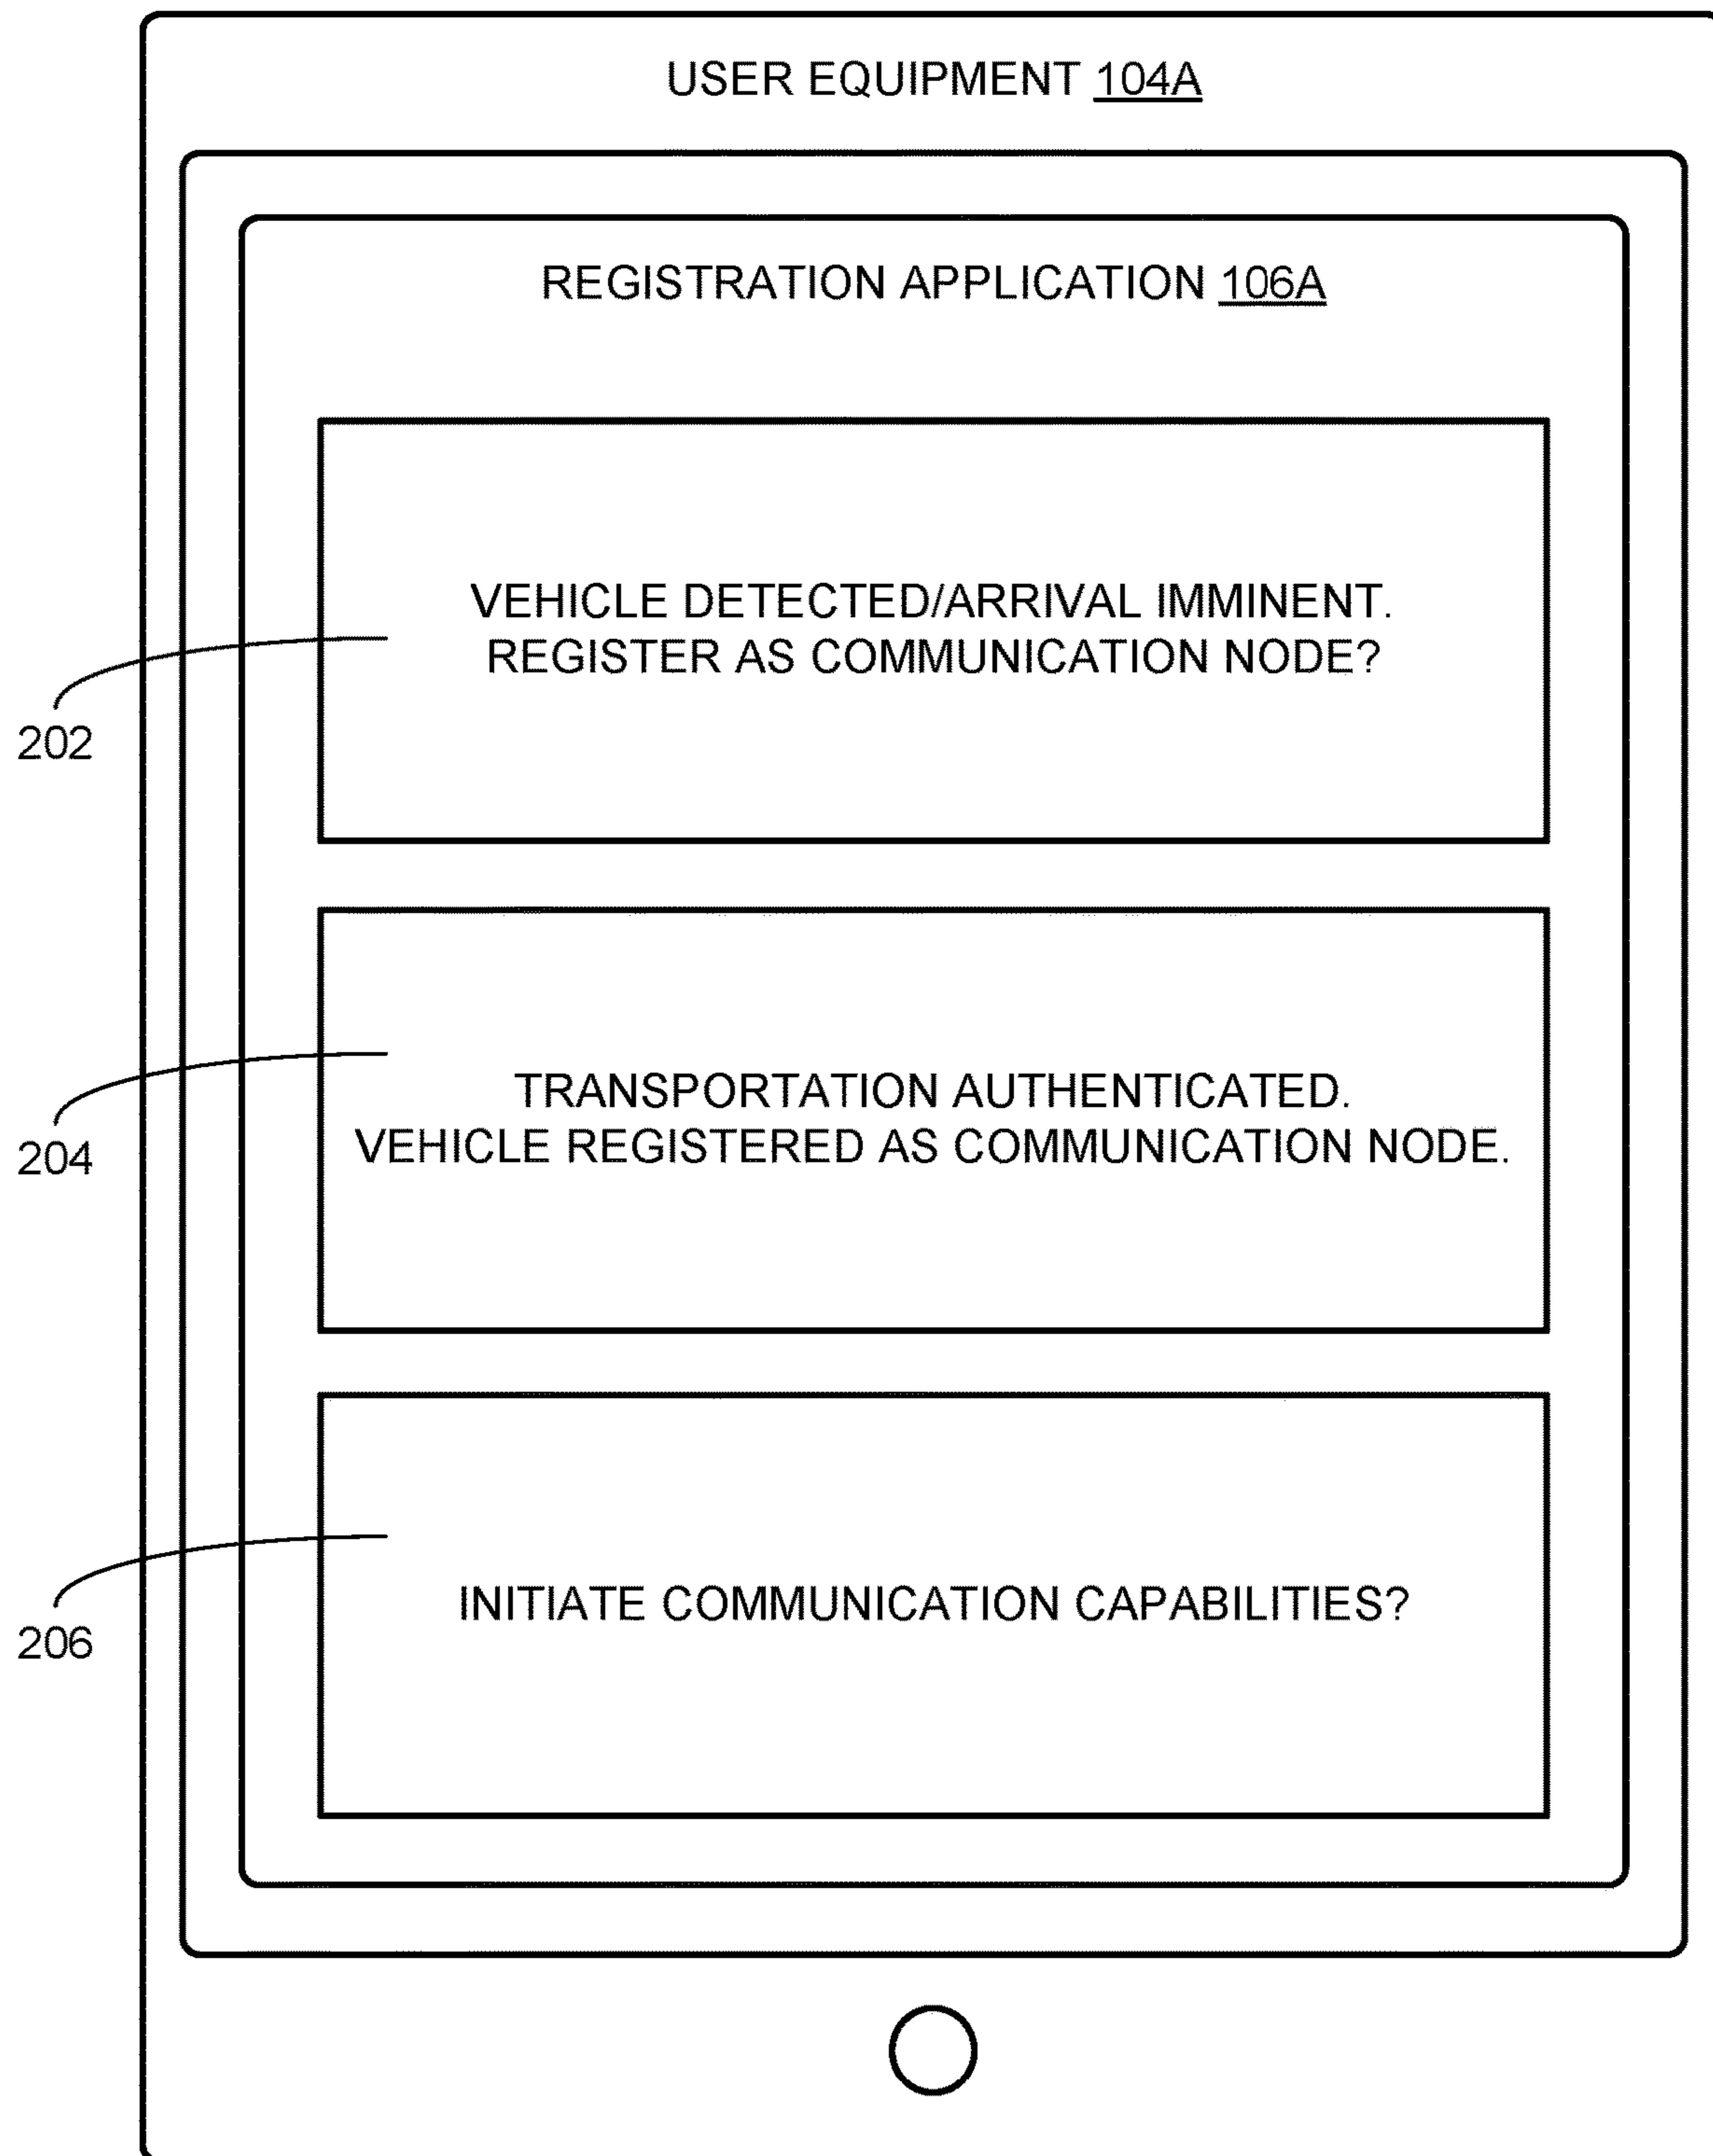 USER EQUIPMENT 104A
REGISTRATION APPLICATION 106A
VEHICLE DETECTED/ARRIVAL IMMINENT.
REGISTER AS COMMUNICATION NODE?
202
TRANSPORTATION AUTHENTICATED.
VEHICLE REGISTERED AS COMMUNICATION NODE.
204
INITIATE COMMUNICATION CAPABILITIES?
206